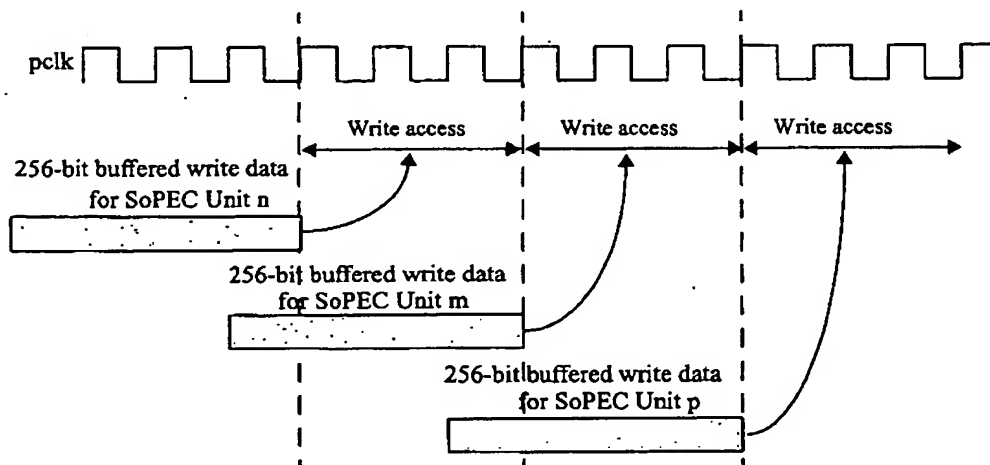 pclk
Write access
Write access
Write access
256-bit buffered write data
for SoPEC Unit n
256-bit buffered write data
for SoPEC Unit m
256-bit buffered write data
for SoPEC Unit p